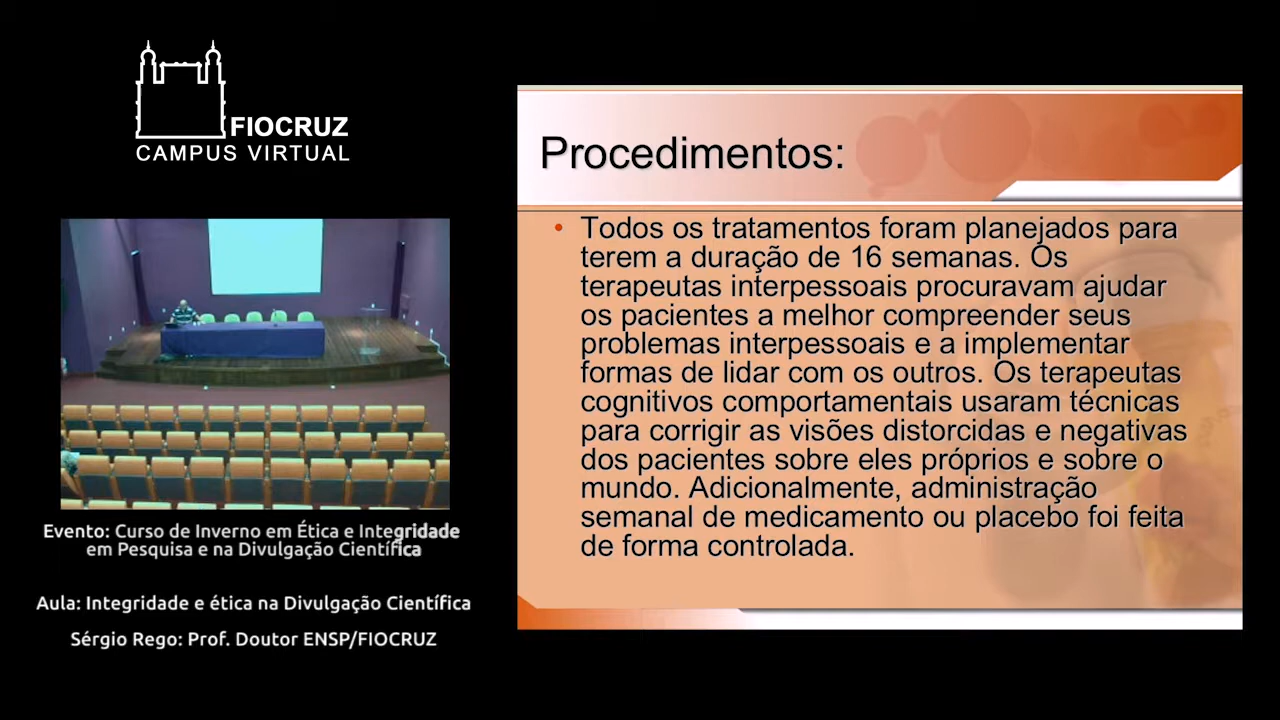 FIOCRUZ
CAMPUS VIRTUAL
Evento: Curso de Inverno em Ética e Integridade
em Pesquisa e na Divulgação Científica
Aula: Integridade e ética na Divulgação Científica
Sérgio Rego: Prof. Doutor ENSP/FIOCRUZ
Procedimentos:
• Todos os tratamentos foram planejados para
terem a duração de 16 semanas. Os
terapeutas interpessoais procuravam ajudar
os pacientes a melhor compreender seus
problemas interpessoais e a implementar
formas de lidar com os outros. Os terapeutas
cognitivos comportamentais usaram técnicas
para corrigir as visões distorcidas e negativas
dos pacientes sobre eles próprios e sobre o
mundo. Adicionalmente, administração
semanal de medicamento ou placebo foi feita
de forma controlada.